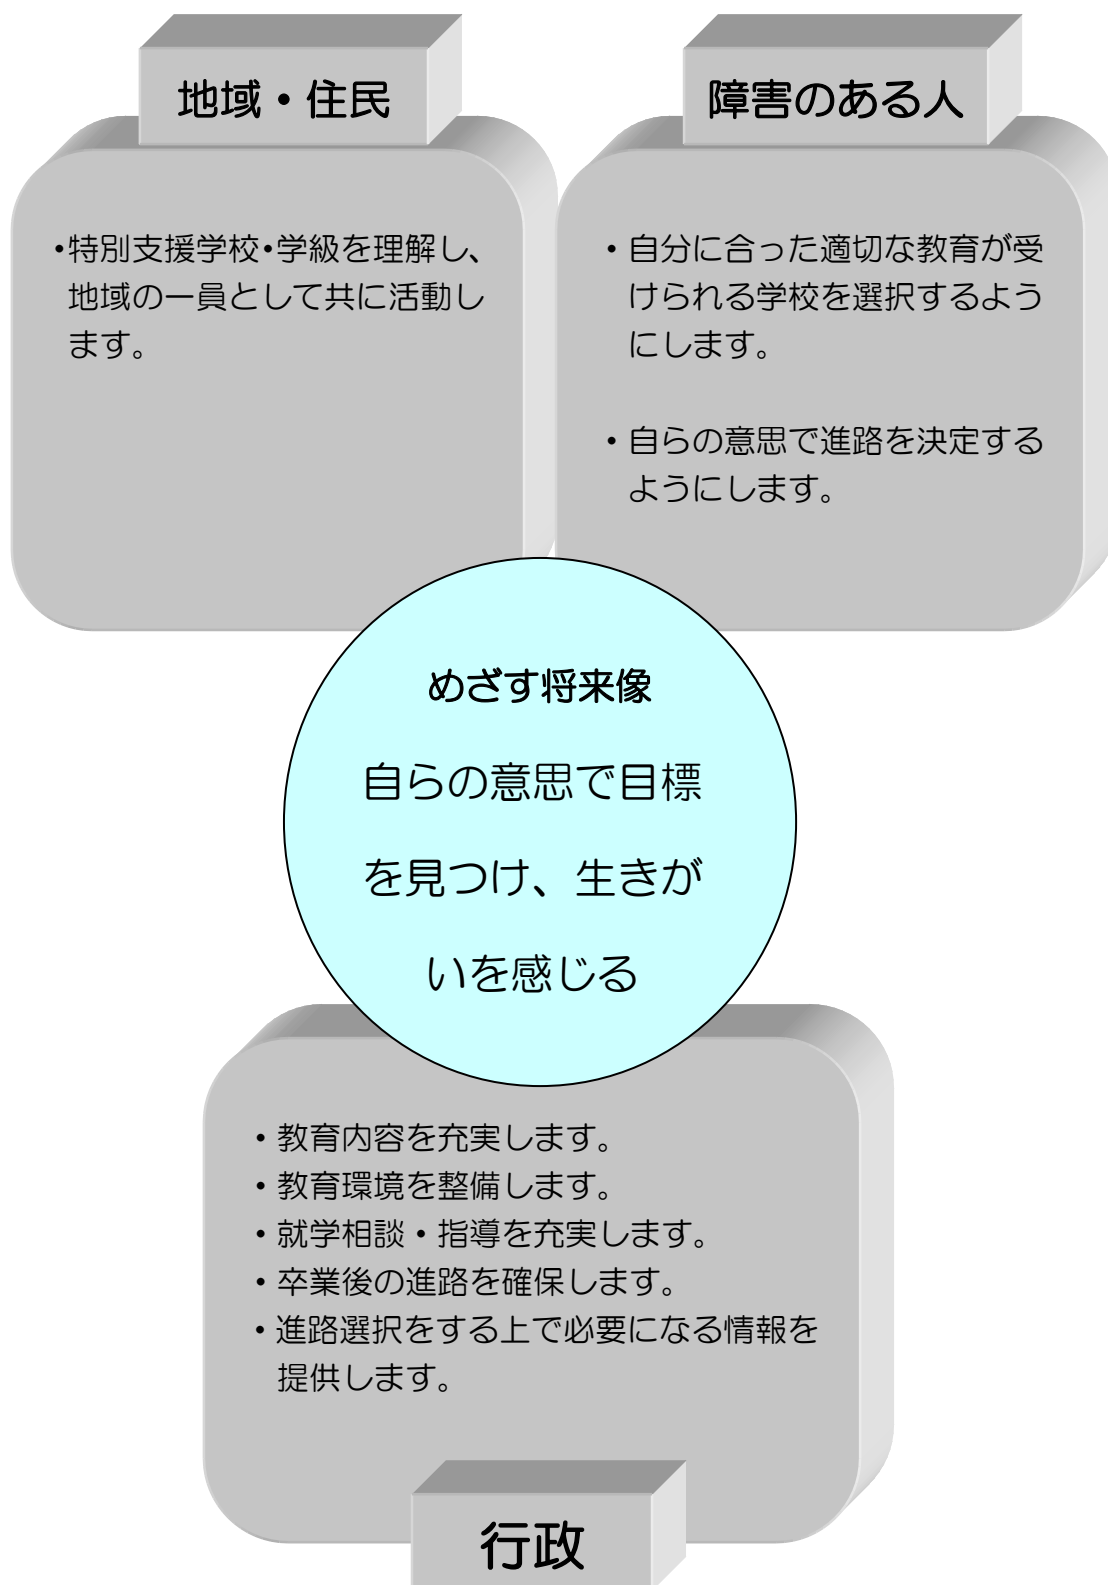 地域・住民
・特別支援学校・学級を理解し、
地域の一員として共に活動し
ます。
障害のある人
・自分に合った適切な教育が受
けられる学校を選択するよう
にします。
・自らの意思で進路を決定する
ようにします。
めざす将来像
自らの意思で目標
を見つけ、生きが
いを感じる
・教育内容を充実します。
・教育環境を整備します。
・就学相談・指導を充実します。
・卒業後の進路を確保します。
・進路選択をする上で必要になる情報を
提供します。
行政